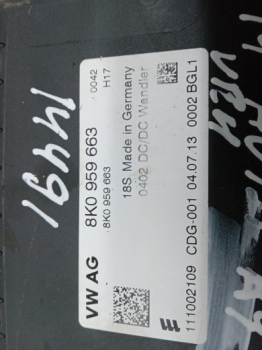 VW AG
8K0 959 663
0042
8K0 959 663
H17
18S Made in Germany
0402 DC/DC Wandler
111002109 CDG-001 04.07.13 0002 BGL1
14491